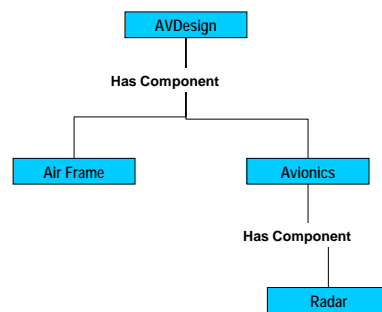 AVDesign
Has Component
Air Frame
Avionics
Has Component
Radar